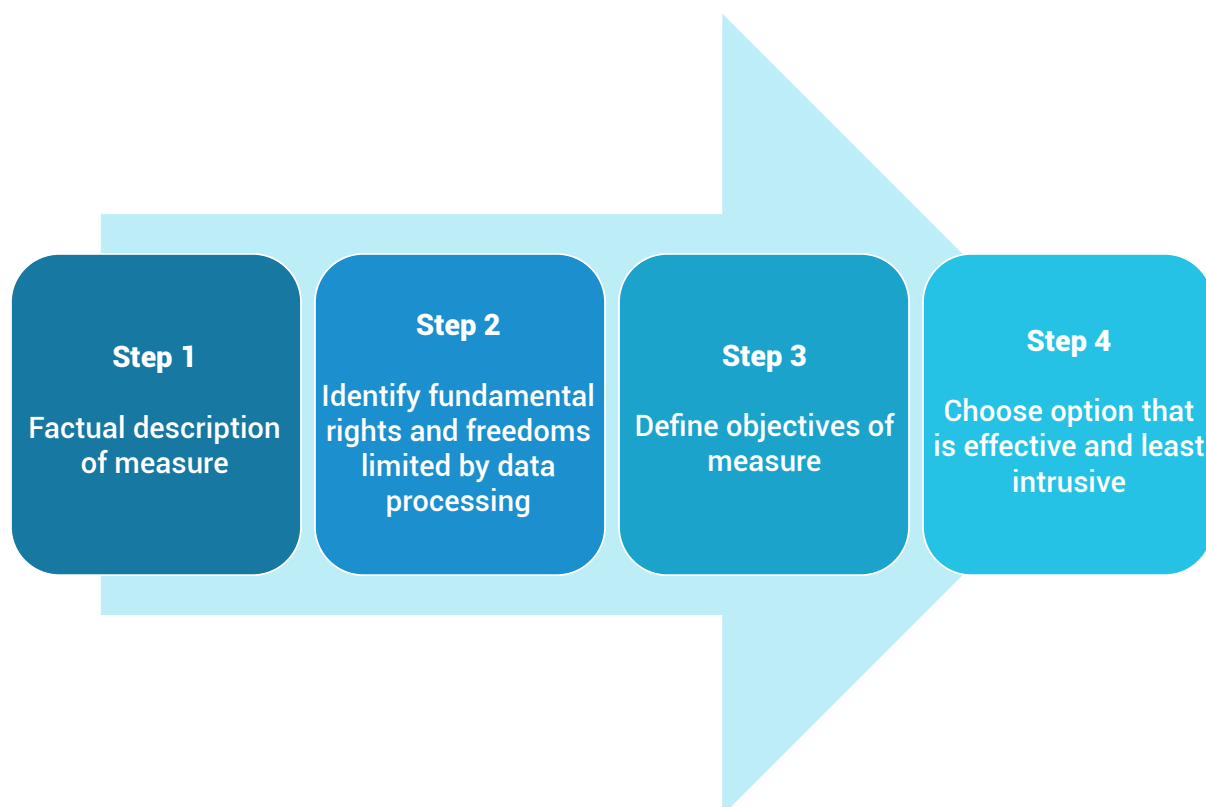 Step 1
Factual description
of measure
Step 2
Identify fundamental
rights and freedoms
limited by data
processing
Step 3
Define objectives of
measure
Step 4
Choose option that
is effective and least
intrusive